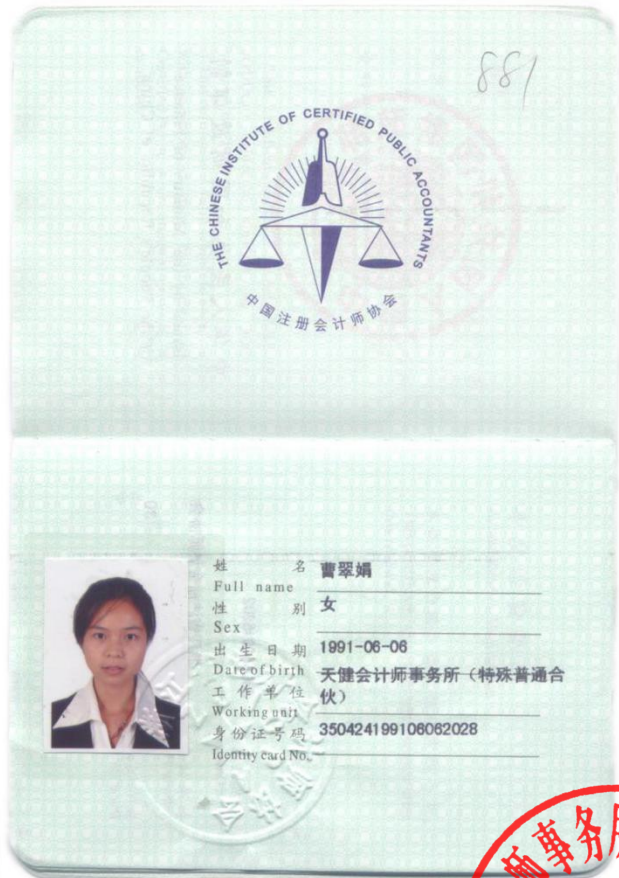 881
THE CHINESE INSTITUTE OF CERTIFIED PUBLIC ACCOUNTANTS
中国注册会计师协会
姓 名 曹翠娟
Full name
性 别 女
Sex
出生日期 1991-06-06
Date of birth
工作单位 天健会计师事务所（特殊普通合
Working unit 伙）
身份证号码 350424199106062028
Identity card No.
师事务所